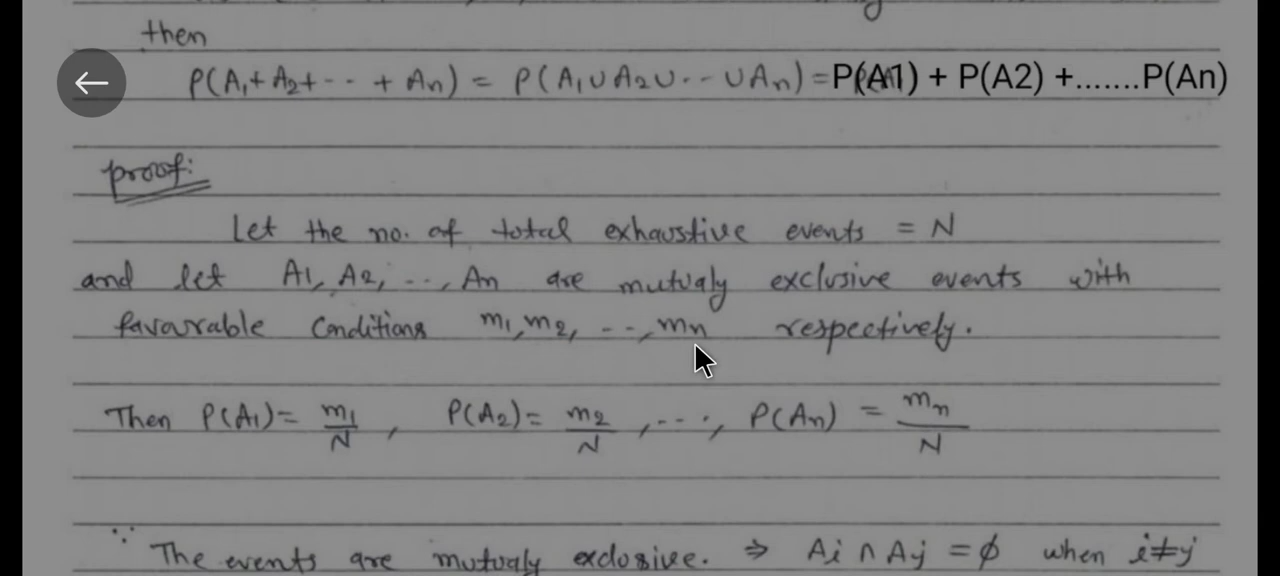 then
P(A1+A2+--+An) = P(A1∪A2∪--∪An) =P(A1) + P(A2) +.......P(An)
proof:
Let the no. of total exhaustive events = N
and let A1, A2, --, An are mutualy exclusive events with
favourable Conditions m1, m2, --, mn respectively.
Then P(A1)= m1/N , P(A2)= m2/N ,--, P(An) = mn/N
∵ The events are mutualy exclosive. ⇒ Ai ∩ Aj = ϕ when i≠j